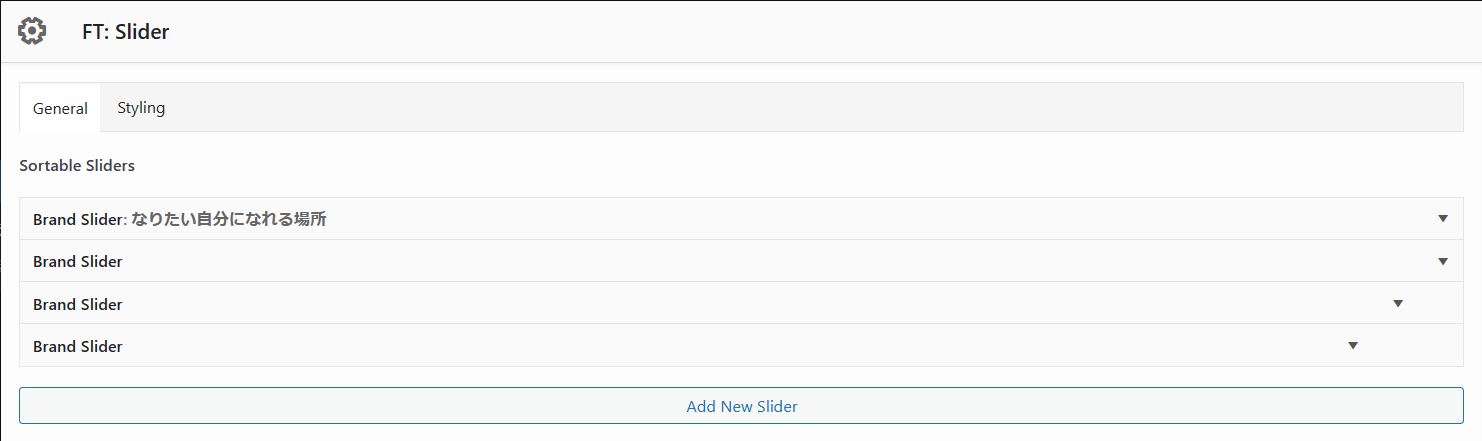 FT: Slider
General
Styling
Sortable Sliders
Brand Slider: なりたい自分になれる場所
Brand Slider
Brand Slider
Brand Slider
Add New Slider